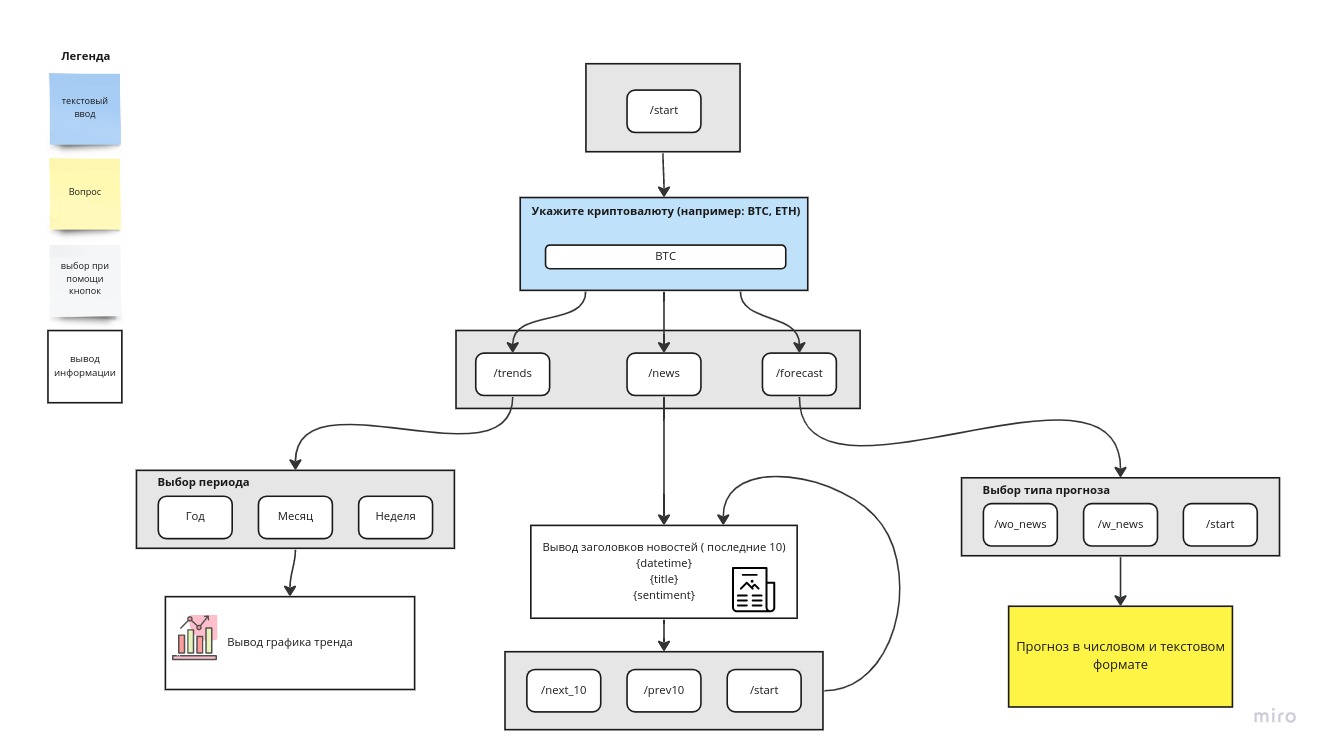 Легенда
текстовый
ввод
Вопрос
выбор при
помощи
кнопок
вывод
информации
/start
Укажите криптовалюту (например: BTC, ETH)
BTC
/trends
/news
/forecast
Выбор периода
Год
Месяц
Неделя
Вывод графика тренда
Вывод заголовков новостей ( последние 10)
{datetime}
{title}
{sentiment}
/next_10
/prev10
/start
Выбор типа прогноза
/wo_news
/w_news
/start
Прогноз в числовом и текстовом
формате
miro